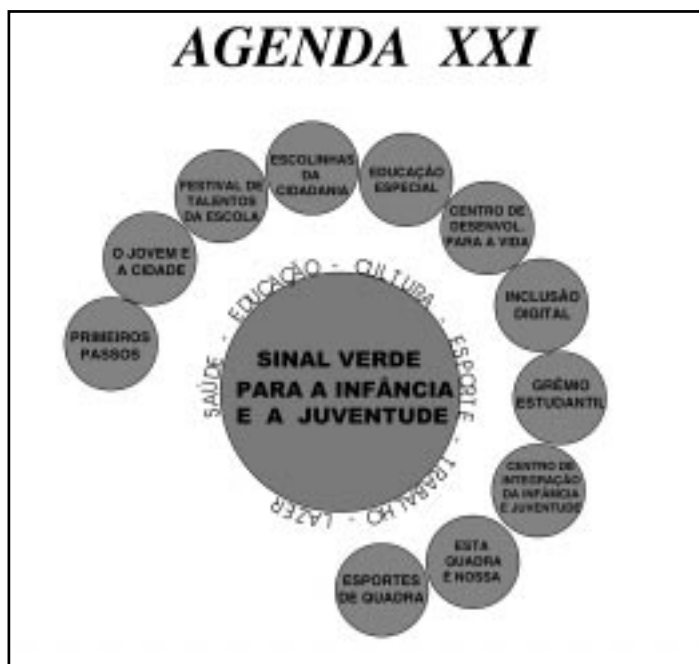 AGENDA XXI
PRIMEIROS
PASSOS
O JOVEM E
A CIDADE
FESTIVAL DE
TALENTOS
DA ESCOLA
ESCOLINHAS
DA
CIDADANIA
EDUCAÇÃO
ESPECIAL
CENTRO DE
DESENVOL.
PARA A VIDA
INCLUSÃO
DIGITAL
GRÊMIO
ESTUDANTIL
CENTRO DE
INTEGRAÇÃO
DA INFÂNCIA
E JUVENTUDE
ESTA
QUADRA
É NOSSA
ESPORTES
DE QUADRA
SAÚDE - EDUCAÇÃO - CULTURA - ESPORTE - TRABALHO - LAZER
SINAL VERDE
PARA A INFÂNCIA
E A JUVENTUDE